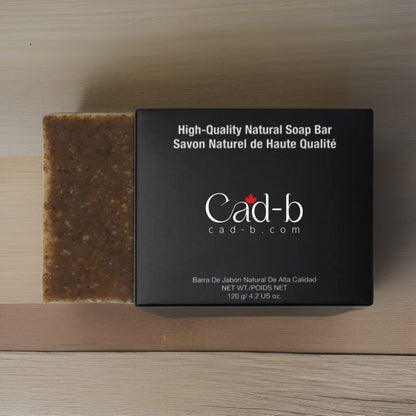 High-Quality Natural Soap Bar
Savon Naturel de Haute Qualité
Cad-b
cad-b.com
Barra De Jabón Natural De Alta Calidad
NET WT./POIDS NET
120 g/ 4.2 US oz.